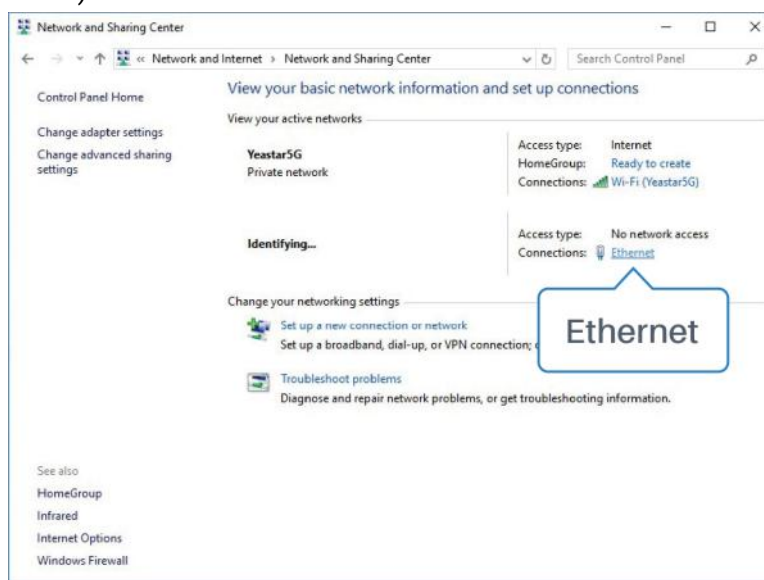 Network and Sharing Center
« Network and Internet › Network and Sharing Center
Search Control Panel
Control Panel Home
Change adapter settings
Change advanced sharing
settings
View your basic network information and set up connections
View your active networks
Yeastar5G
Private network
Access type: Internet
HomeGroup: Ready to create
Connections: Wi-Fi (Yeastar5G)
Identifying...
Access type: No network access
Connections: Ethernet
Ethernet
Change your networking settings
Set up a new connection or network
Set up a broadband, dial-up, or VPN connection;
Troubleshoot problems
Diagnose and repair network problems, or get troubleshooting information.
See also
HomeGroup
Infrared
Internet Options
Windows Firewall